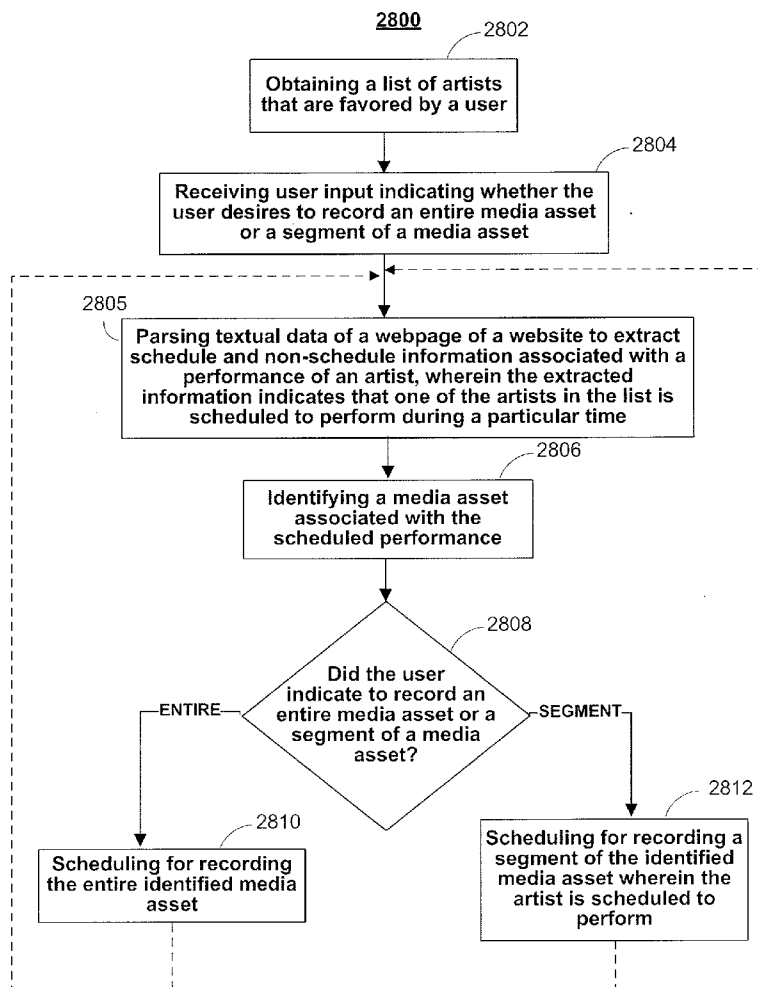 2800
2802
Obtaining a list of artists
that are favored by a user
2804
Receiving user input indicating whether the
user desires to record an entire media asset
or a segment of a media asset
2805
Parsing textual data of a webpage of a website to extract
schedule and non-schedule information associated with a
performance of an artist, wherein the extracted
information indicates that one of the artists in the list is
scheduled to perform during a particular time
2806
Identifying a media asset
associated with the
scheduled performance
2808
Did the user
indicate to record an
entire media asset or a
segment of a media
asset?
ENTIRE
SEGMENT
2810
Scheduling for recording
the entire identified media
asset
2812
Scheduling for recording a
segment of the identified
media asset wherein the
artist is scheduled to
perform